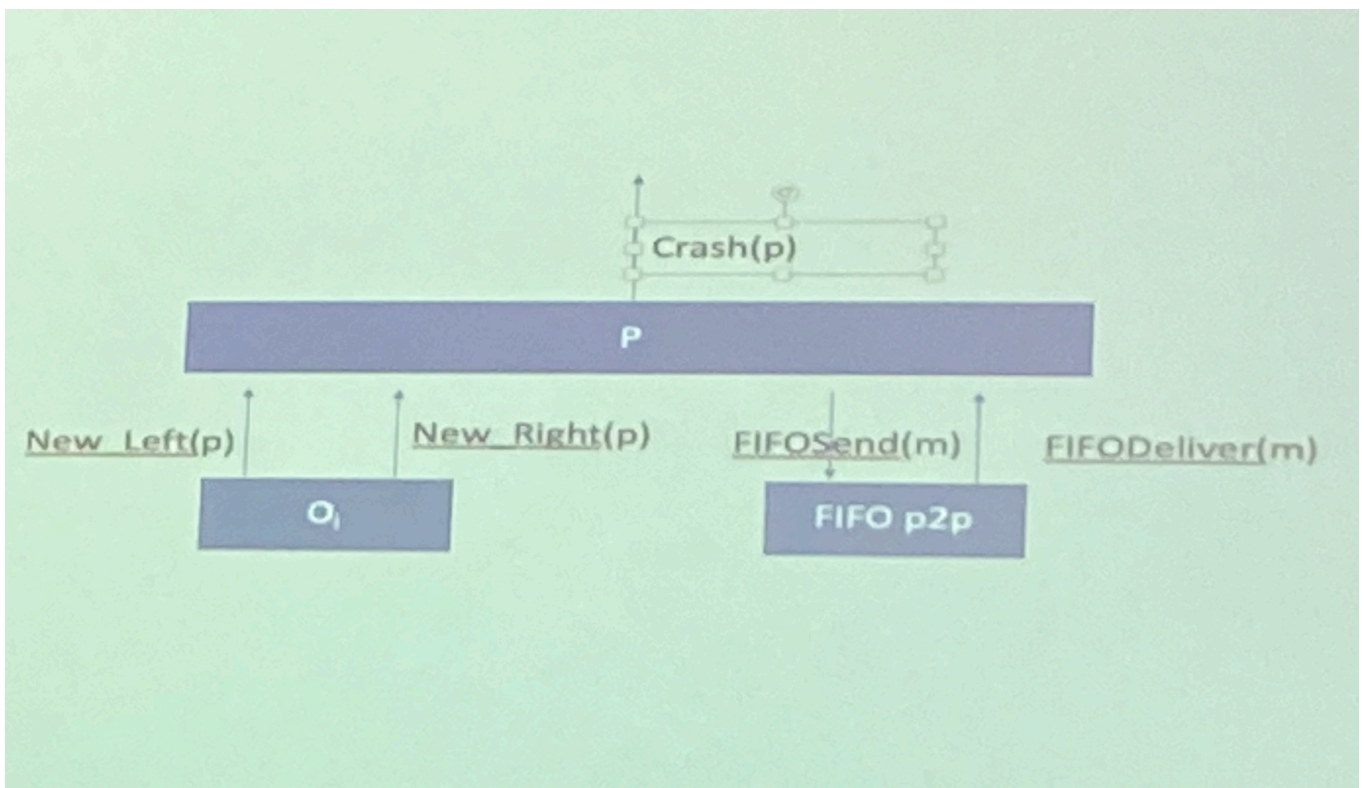 Crash(p)
P
New_Left(p)
New_Right(p)
FIFOSend(m)
FIFODeliver(m)
Oi
FIFO p2p